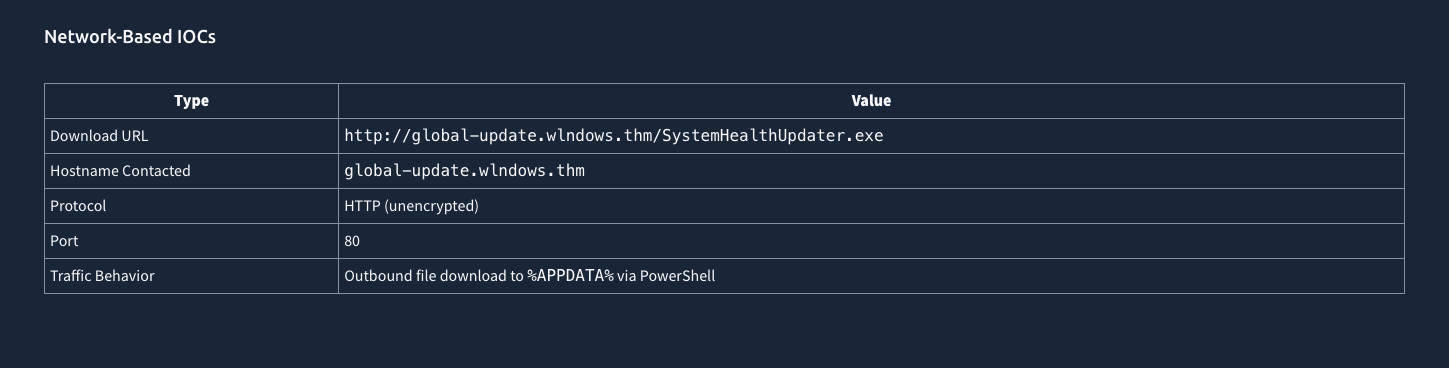 Network-Based IOCs
Type Value
Download URL http://global-update.wlndows.thm/SystemHealthUpdater.exe
Hostname Contacted global-update.wlndows.thm
Protocol HTTP (unencrypted)
Port 80
Traffic Behavior Outbound file download to %APPDATA% via PowerShell